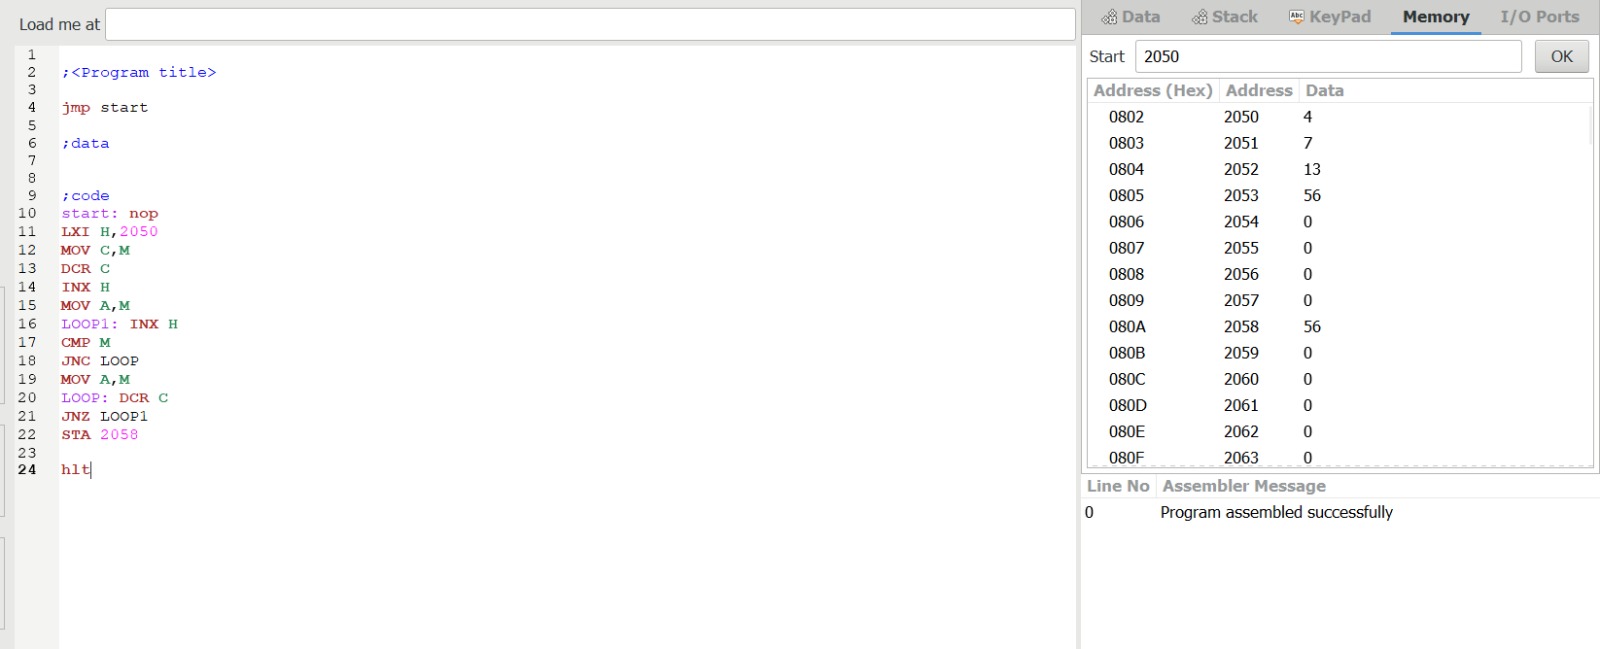 Load me at
1
2 ;<Program title>
3
4 jmp start
5
6 ;data
7
8
9 ;code
10 start: nop
11 LXI H,2050
12 MOV C,M
13 DCR C
14 INX H
15 MOV A,M
16 LOOP1: INX H
17 CMP M
18 JNC LOOP
19 MOV A,M
20 LOOP: DCR C
21 JNZ LOOP1
22 STA 2058
23
24 hlt
Data Stack Abc KeyPad Memory I/O Ports
Start 2050 OK
Address (Hex) Address Data
0802 2050 4
0803 2051 7
0804 2052 13
0805 2053 56
0806 2054 0
0807 2055 0
0808 2056 0
0809 2057 0
080A 2058 56
080B 2059 0
080C 2060 0
080D 2061 0
080E 2062 0
080F 2063 0
Line No Assembler Message
0 Program assembled successfully